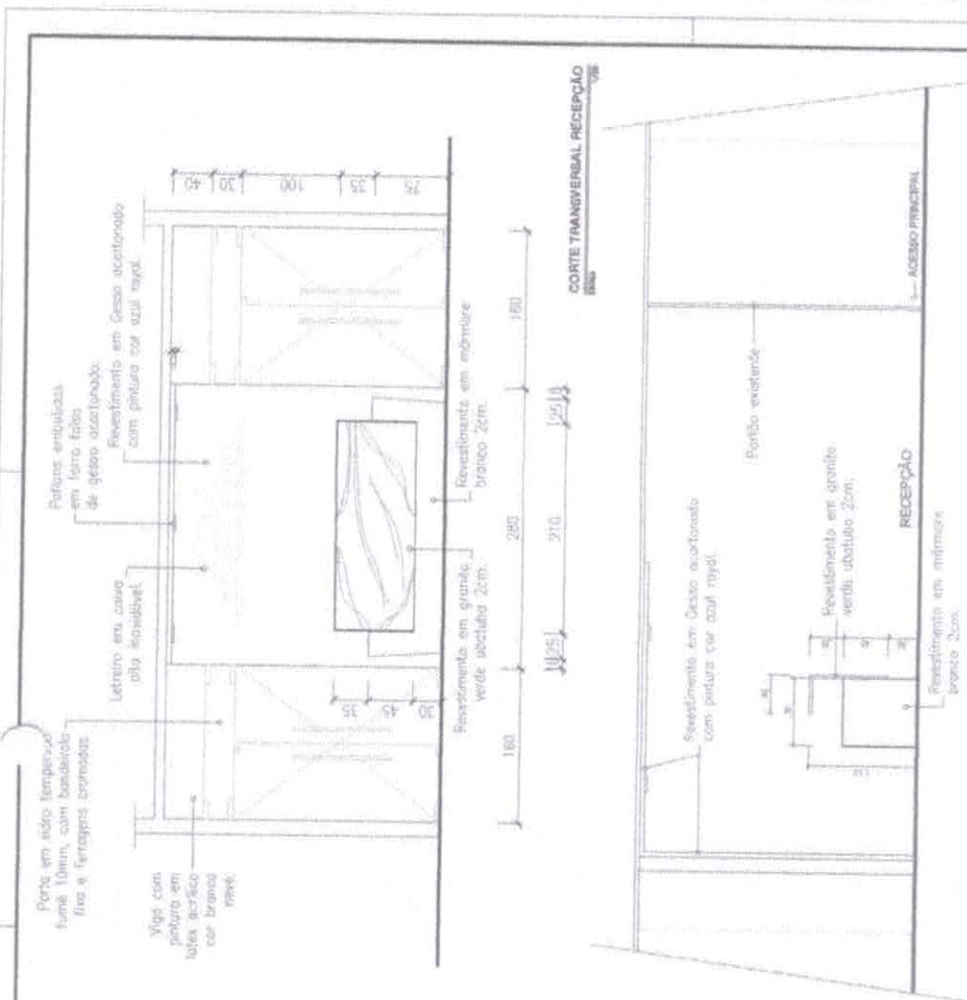 Porta em vidro temperado
fumê 10mm, com bandeirola
fixa e ferragens cromadas
Viga com
pintura em
latex acrílico
cor branco
neve.
Letreiro em caixa
alta inoxidável.
Plafons embutidos
em forro falso
de gesso acartonado.
Revestimento em Gesso acartonado
com pintura cor azul royal.
40
30
100
35
75
35
45
30
Revestimento em granito
verde ubatuba 2cm.
Revestimento em mármore
branco 2cm.
160
280
160
25
210
25
CORTE TRANSVERSAL RECEPÇÃO
Revestimento em Gesso acartonado
com pintura cor azul royal.
Portão existente
Revestimento em granito
verde ubatuba 2cm.
RECEPÇÃO
ACESSO PRINCIPAL
Revestimento em mármore
branco 2cm.